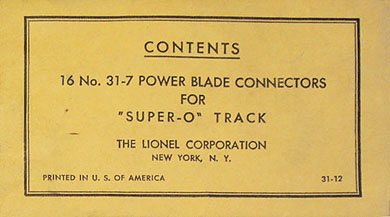 CONTENTS
16 No. 31-7 POWER BLADE CONNECTORS
FOR
"SUPER-O" TRACK
THE LIONEL CORPORATION
NEW YORK, N. Y.
PRINTED IN U. S. OF AMERICA 31-12